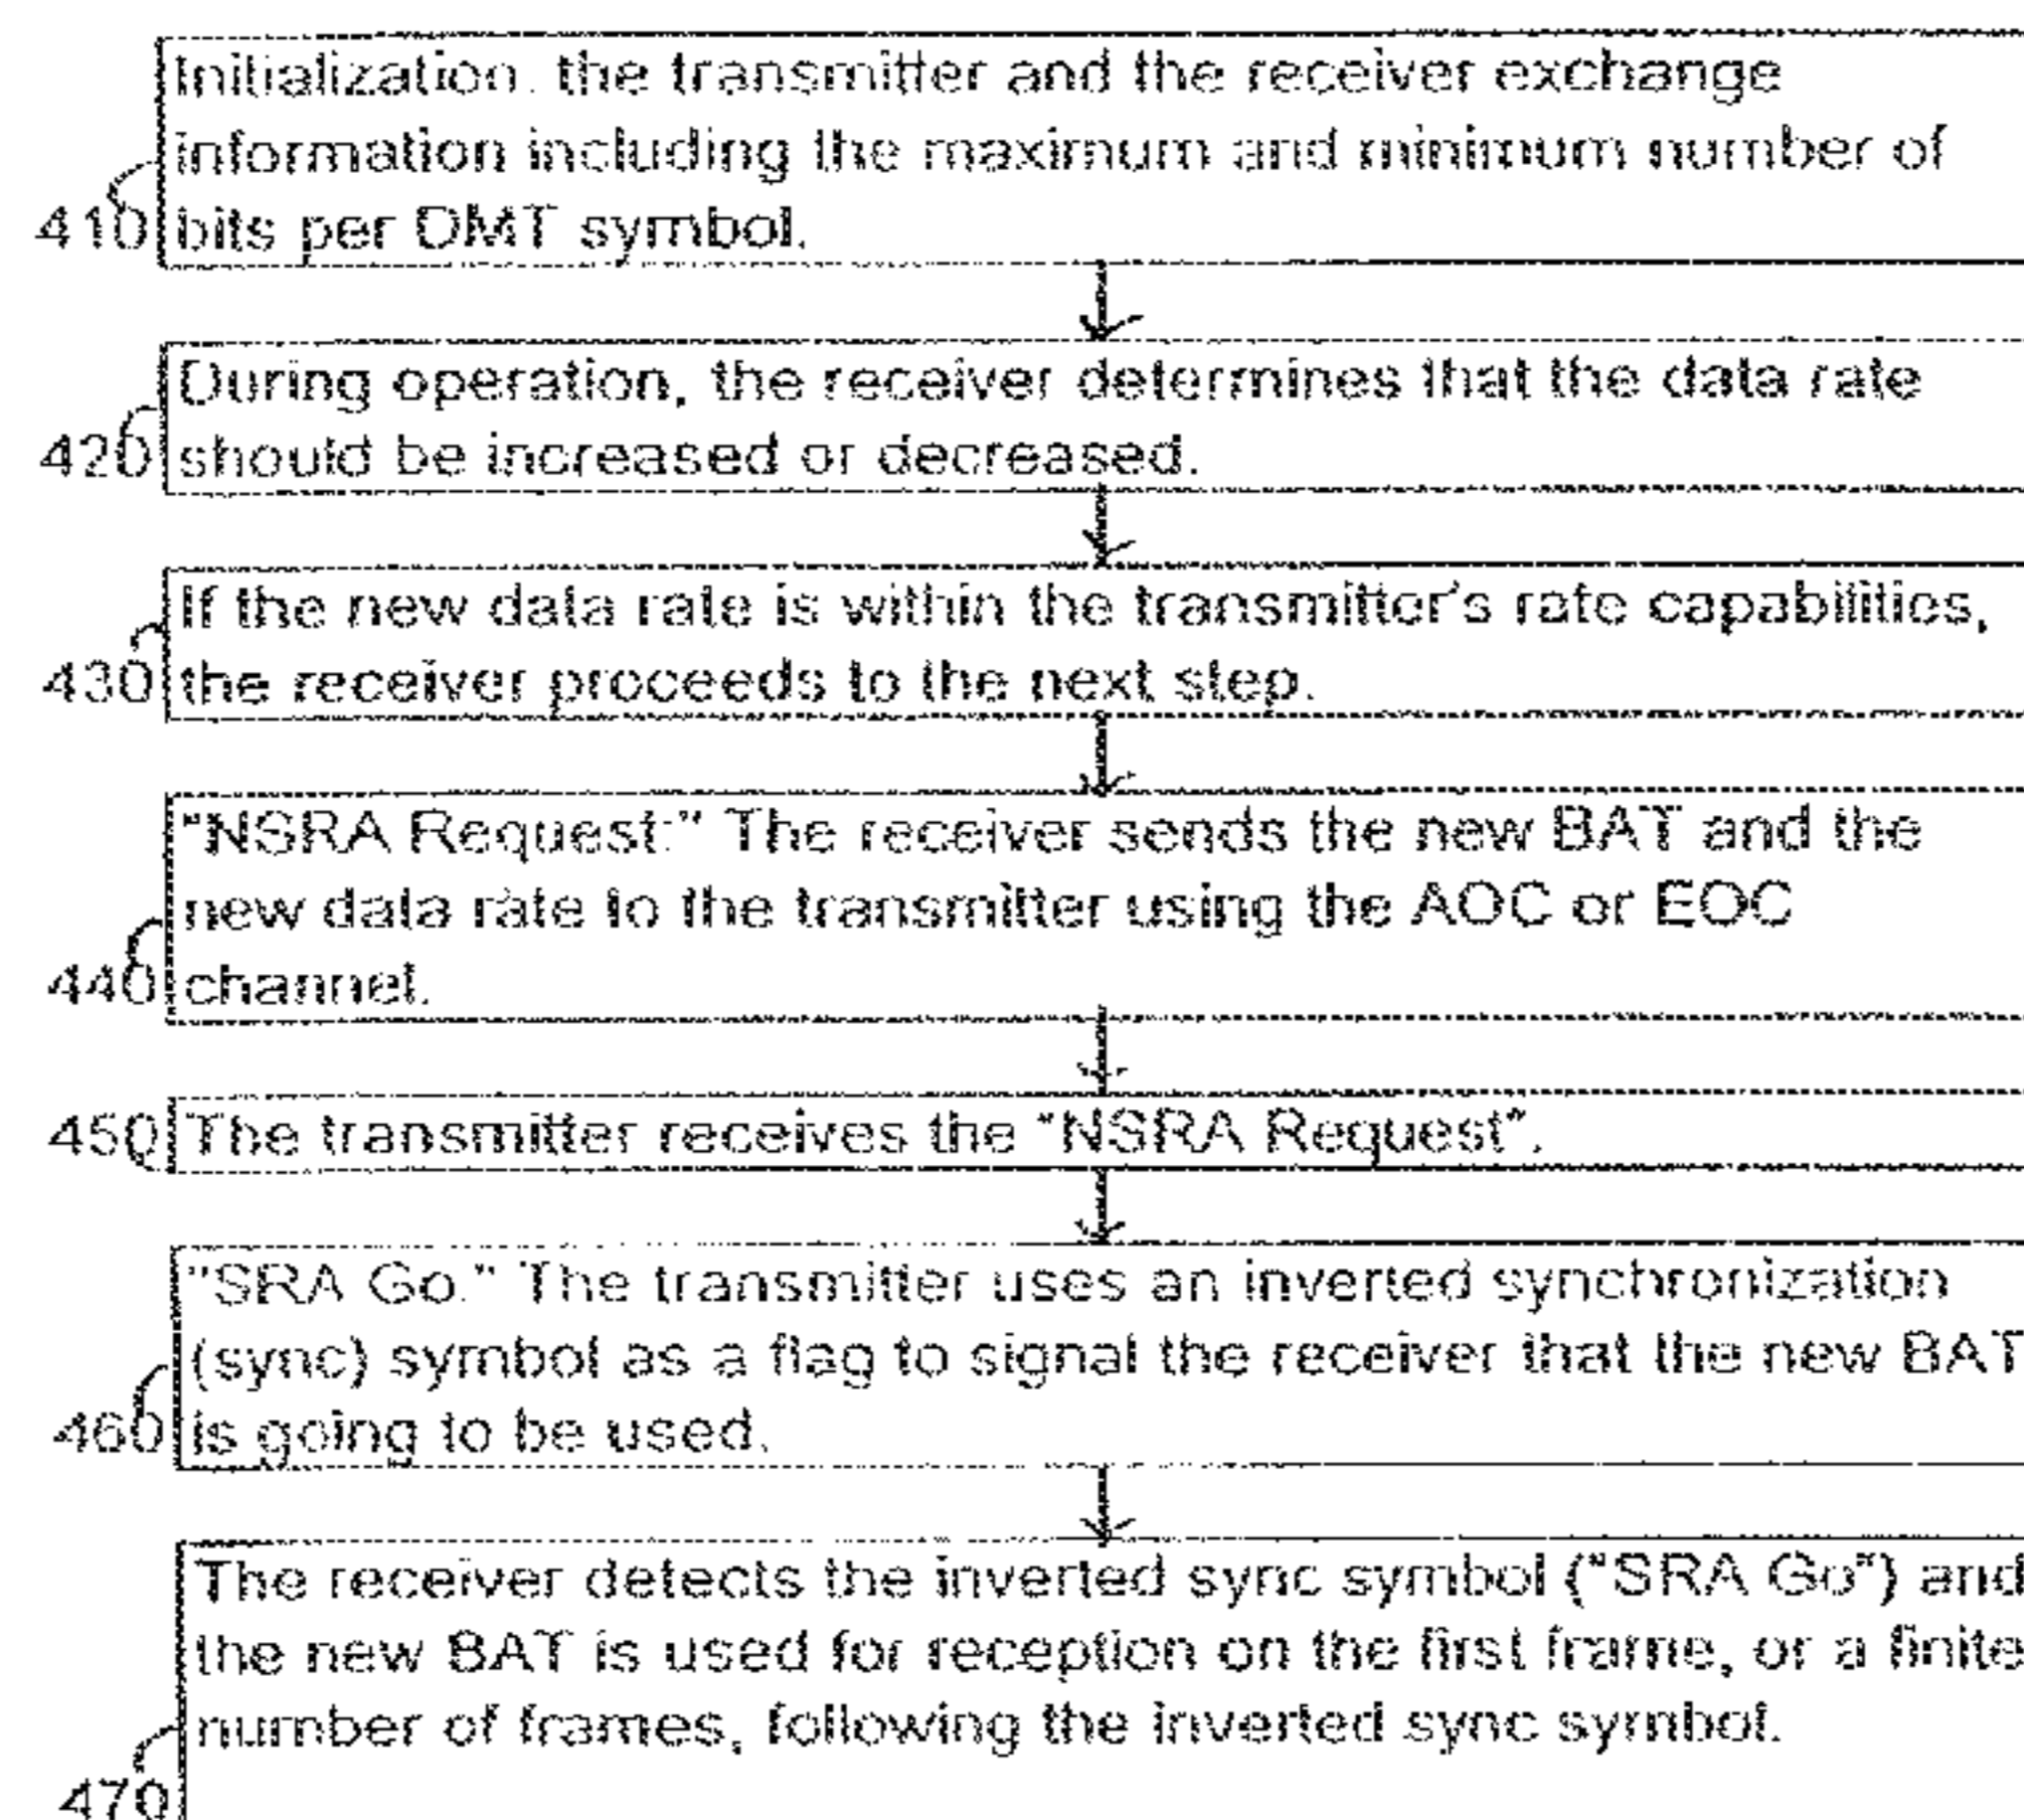 Initialization. the transmitter and the receiver exchange
information including the maximum and minimum number of
410 bits per DMT symbol.
During operation, the receiver determines that the data rate
420 should be increased or decreased.
If the new data rate is within the transmitter's rate capabilities,
430 the receiver proceeds to the next step.
"NSRA Request:" The receiver sends the new BAT and the
new data rate to the transmitter using the AOC or EOC
440 channel.
450 The transmitter receives the "NSRA Request".
"SRA Go." The transmitter uses an inverted synchronization
(sync) symbol as a flag to signal the receiver that the new BAT
460 is going to be used.
The receiver detects the inverted sync symbol ("SRA Go") and
the new BAT is used for reception on the first frame, or a finite
number of frames, following the inverted sync symbol.
470